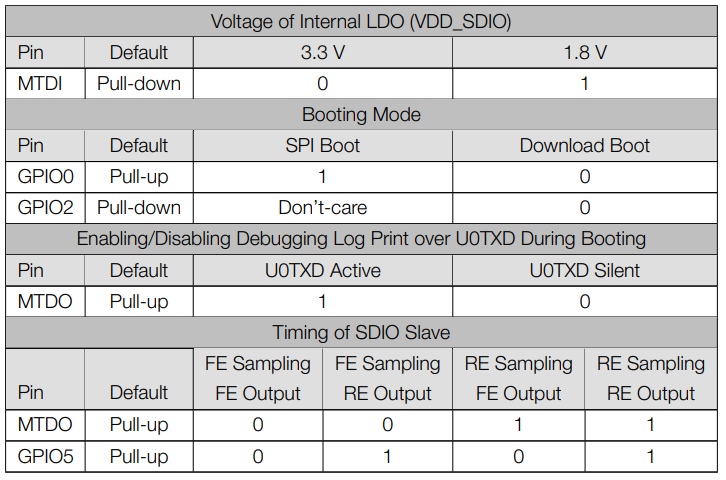 Voltage of Internal LDO (VDD_SDIO)
Pin Default 3.3 V 1.8 V
MTDI Pull-down 0 1
Booting Mode
Pin Default SPI Boot Download Boot
GPIO0 Pull-up 1 0
GPIO2 Pull-down Don’t-care 0
Enabling/Disabling Debugging Log Print over U0TXD During Booting
Pin Default U0TXD Active U0TXD Silent
MTDO Pull-up 1 0
Timing of SDIO Slave
FE Sampling FE Sampling RE Sampling RE Sampling
Pin Default FE Output RE Output FE Output RE Output
MTDO Pull-up 0 0 1 1
GPIO5 Pull-up 0 1 0 1